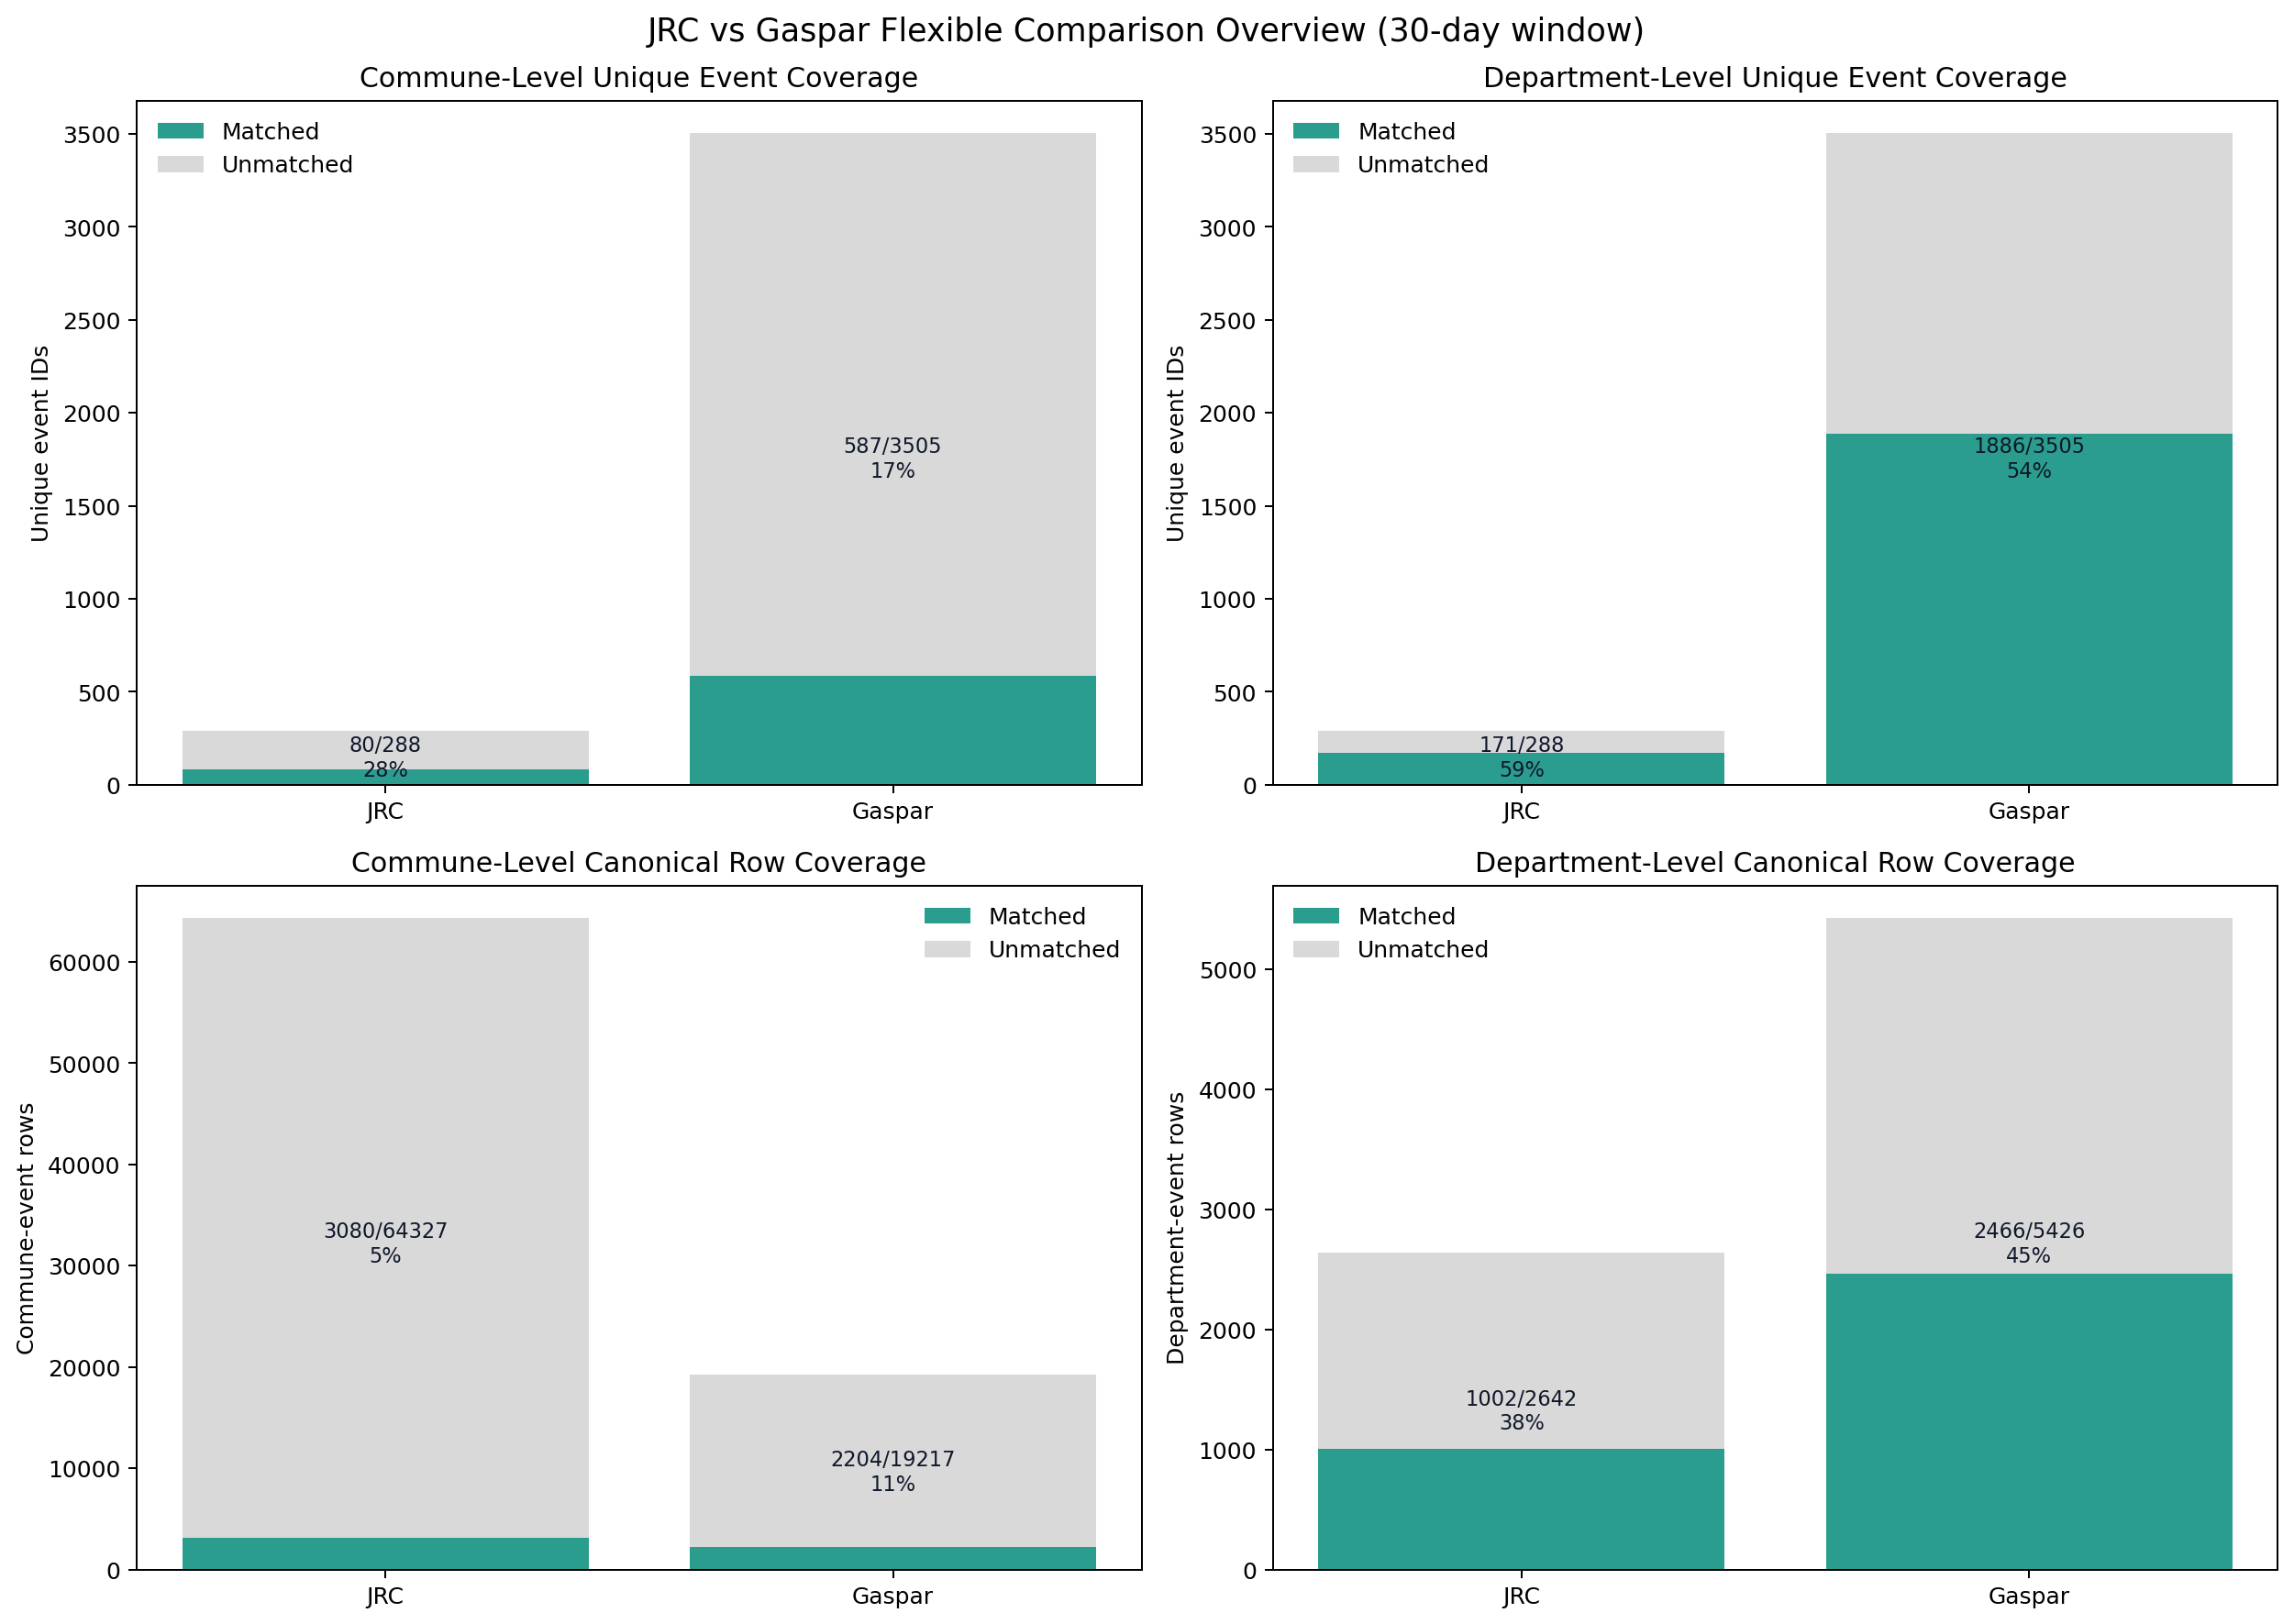 JRC vs Gaspar Flexible Comparison Overview (30-day window)
Commune-Level Unique Event Coverage
Matched
Unmatched
Unique event IDs
3500
3000
2500
2000
1500
1000
500
0
80/288
28%
587/3505
17%
JRC
Gaspar
Department-Level Unique Event Coverage
Matched
Unmatched
Unique event IDs
3500
3000
2500
2000
1500
1000
500
0
171/288
59%
1886/3505
54%
JRC
Gaspar
Commune-Level Canonical Row Coverage
Matched
Unmatched
Commune-event rows
60000
50000
40000
30000
20000
10000
0
3080/64327
5%
2204/19217
11%
JRC
Gaspar
Department-Level Canonical Row Coverage
Matched
Unmatched
Department-event rows
5000
4000
3000
2000
1000
0
1002/2642
38%
2466/5426
45%
JRC
Gaspar